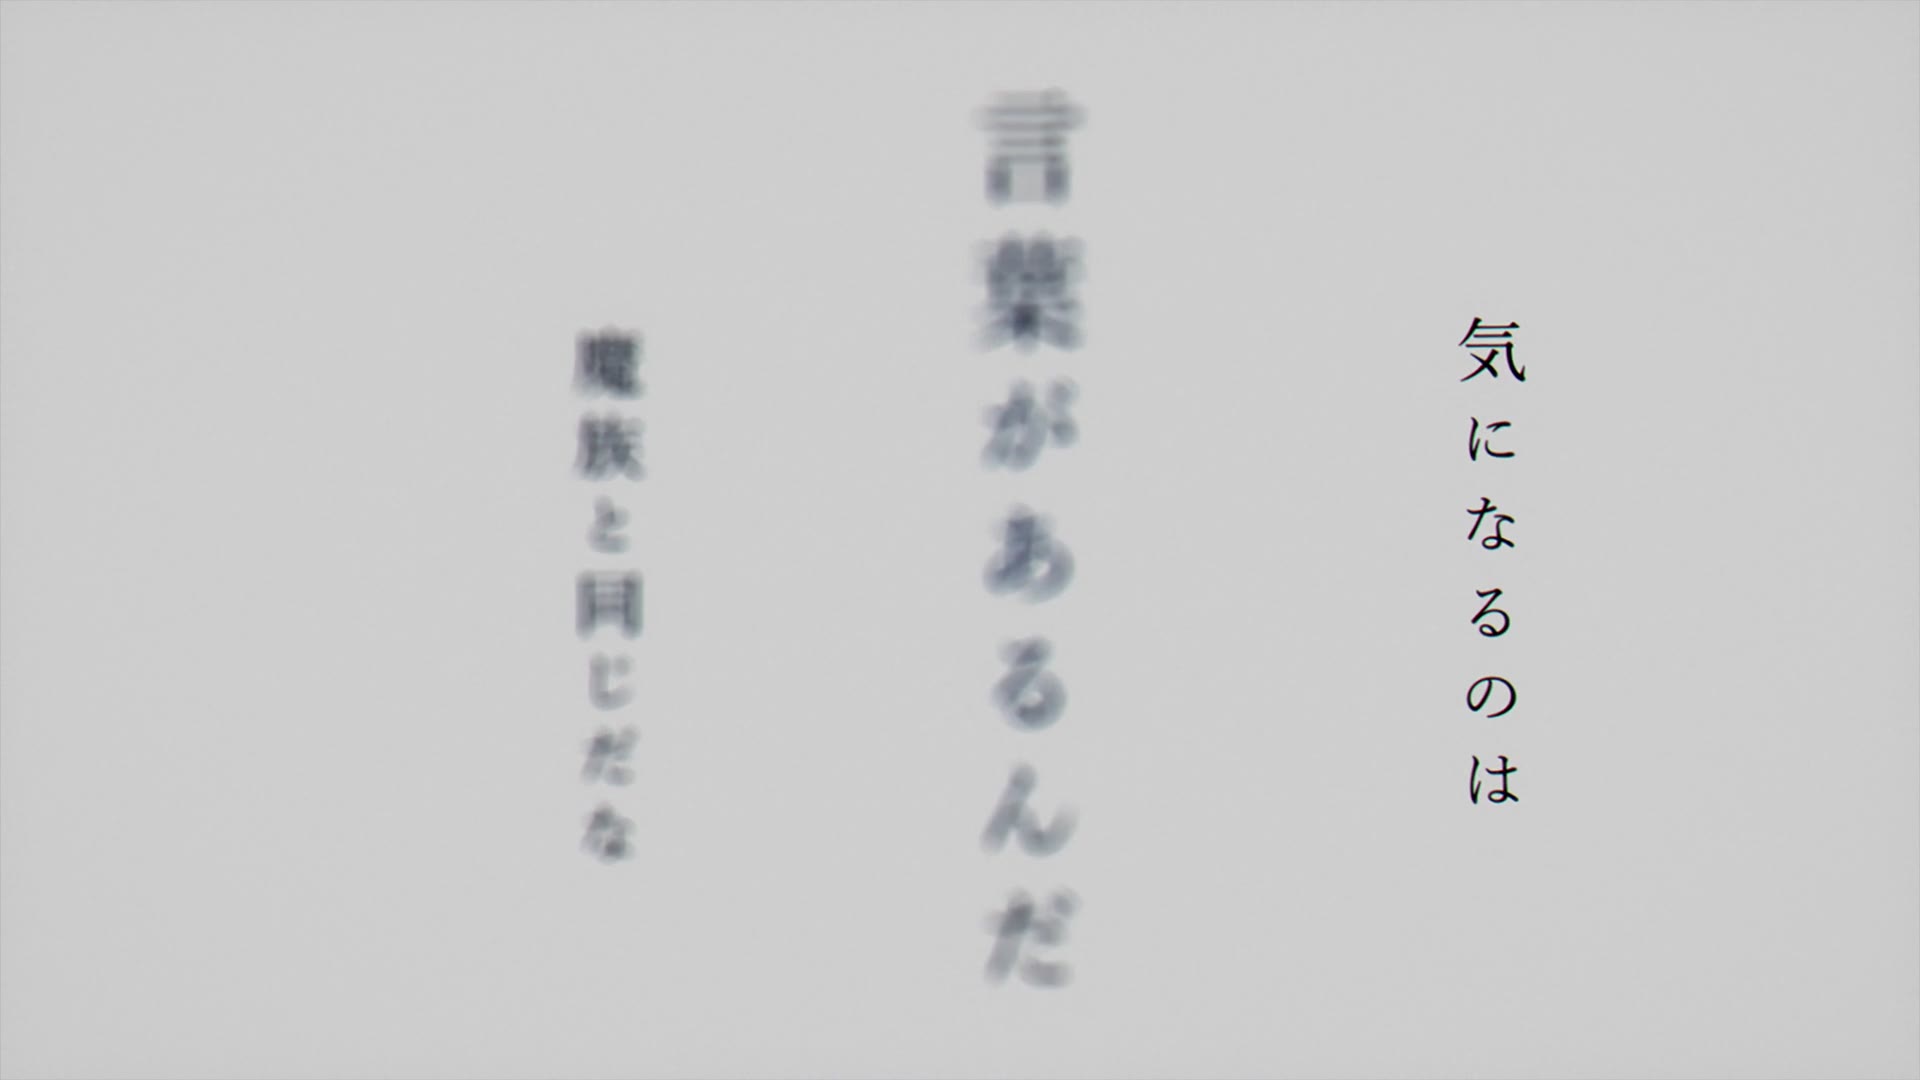 気になるのは
言葉があるんだ
魔族と同じだな